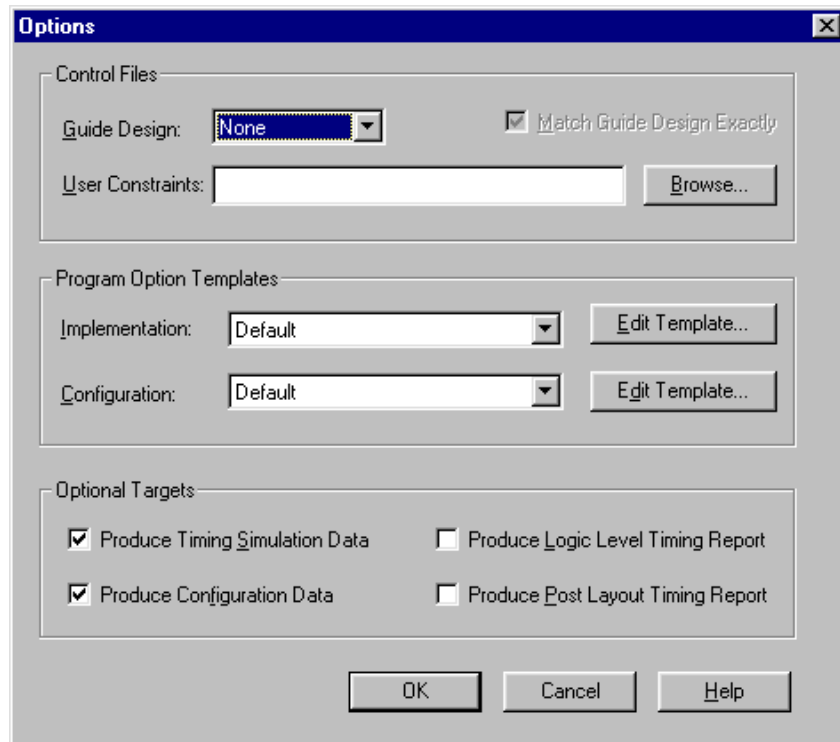 Options
Control Files
Guide Design: None Match Guide Design Exactly
User Constraints: Browse...
Program Option Templates
Implementation: Default Edit Template...
Configuration: Default Edit Template...
Optional Targets
Produce Timing Simulation Data Produce Logic Level Timing Report
Produce Configuration Data Produce Post Layout Timing Report
OK Cancel Help